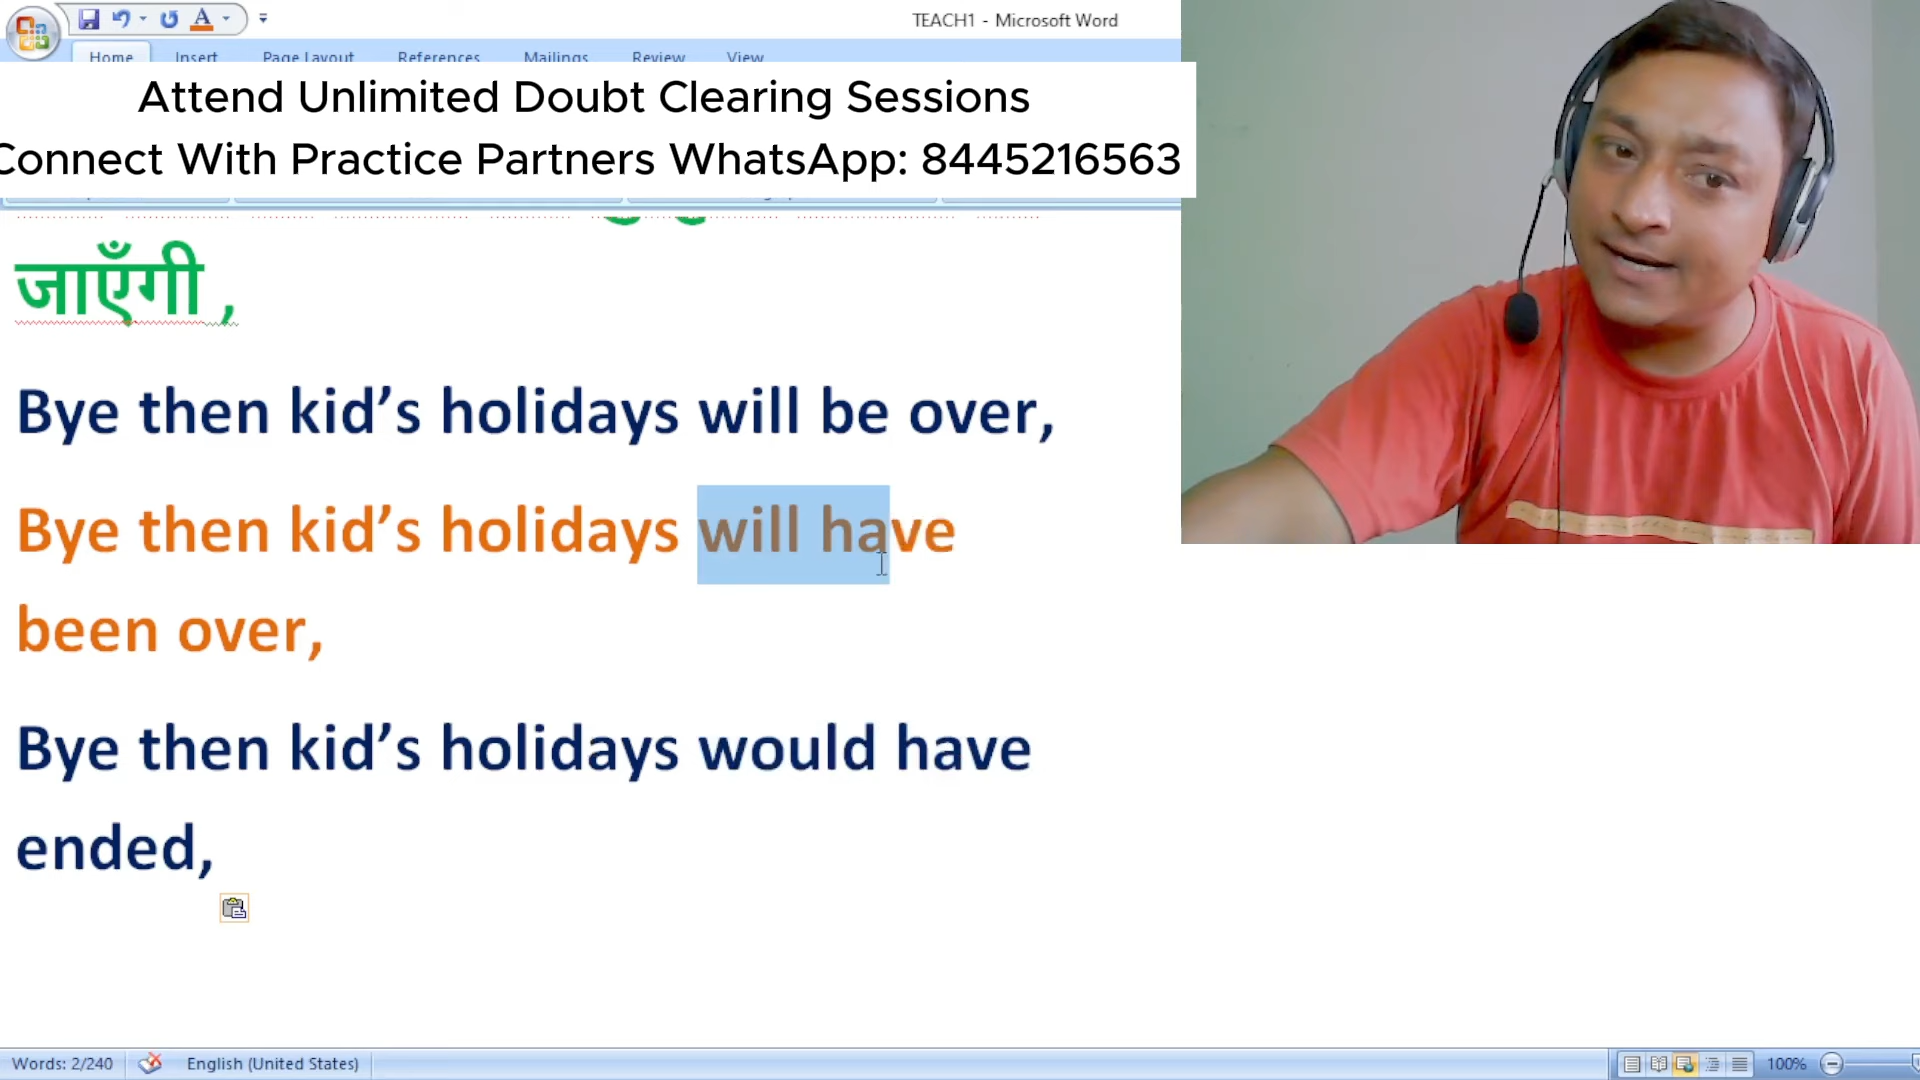 TEACH1 - Microsoft Word
Home Insert Page Layout References Mailings Review View
Attend Unlimited Doubt Clearing Sessions
Connect With Practice Partners WhatsApp: 8445216563
जाएँगी ,
Bye then kid’s holidays will be over,
Bye then kid’s holidays will have
been over,
Bye then kid’s holidays would have
ended,
Words: 2/240 English (United States) 100%